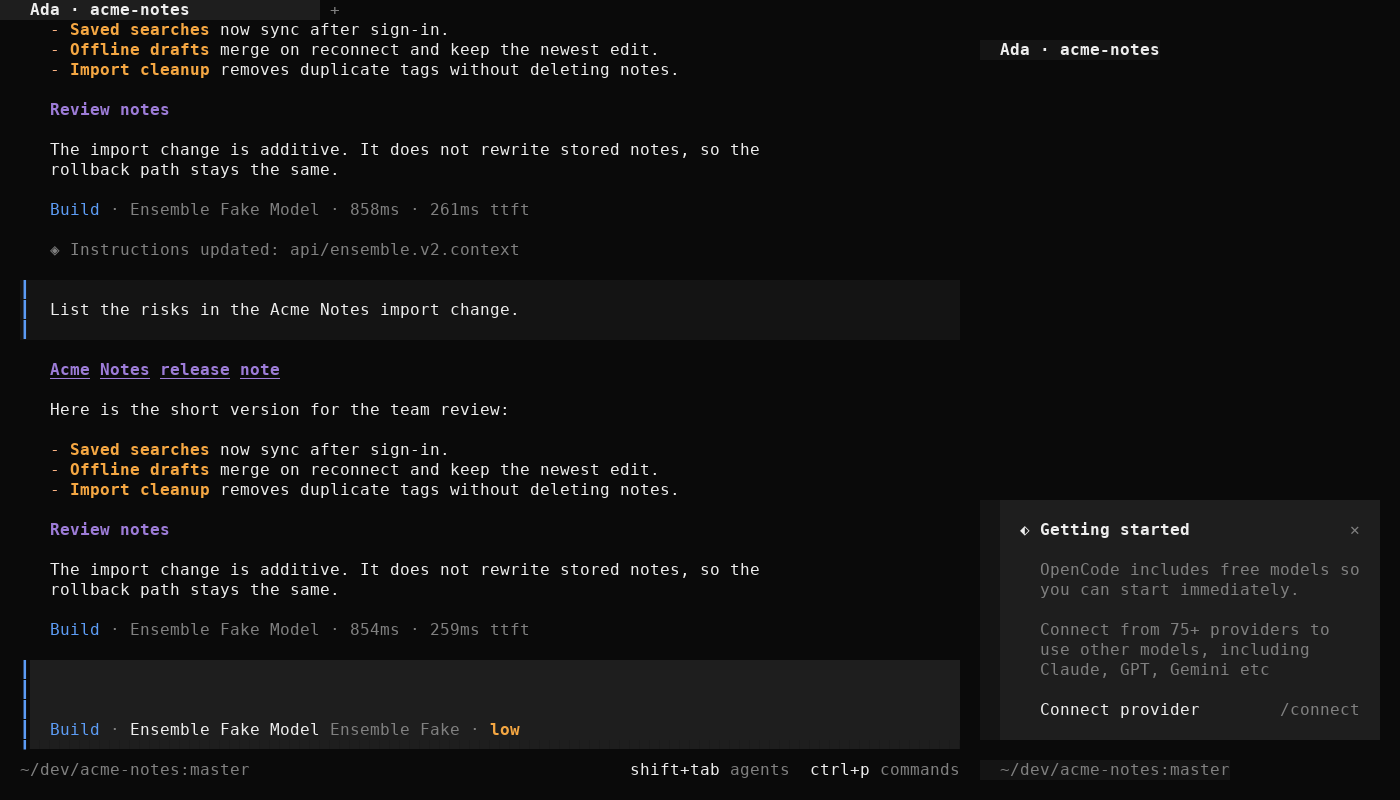 Ada · acme-notes +
- Saved searches now sync after sign-in.
- Offline drafts merge on reconnect and keep the newest edit.
- Import cleanup removes duplicate tags without deleting notes.
Review notes
The import change is additive. It does not rewrite stored notes, so the
rollback path stays the same.
Build · Ensemble Fake Model · 858ms · 261ms ttft
◈ Instructions updated: api/ensemble.v2.context
List the risks in the Acme Notes import change.
Acme Notes release note
Here is the short version for the team review:
- Saved searches now sync after sign-in.
- Offline drafts merge on reconnect and keep the newest edit.
- Import cleanup removes duplicate tags without deleting notes.
Review notes
The import change is additive. It does not rewrite stored notes, so the
rollback path stays the same.
Build · Ensemble Fake Model · 854ms · 259ms ttft
Build · Ensemble Fake Model Ensemble Fake · low
~/dev/acme-notes:master shift+tab agents ctrl+p commands
Ada · acme-notes
⬖ Getting started ×
OpenCode includes free models so
you can start immediately.
Connect from 75+ providers to
use other models, including
Claude, GPT, Gemini etc
Connect provider /connect
~/dev/acme-notes:master